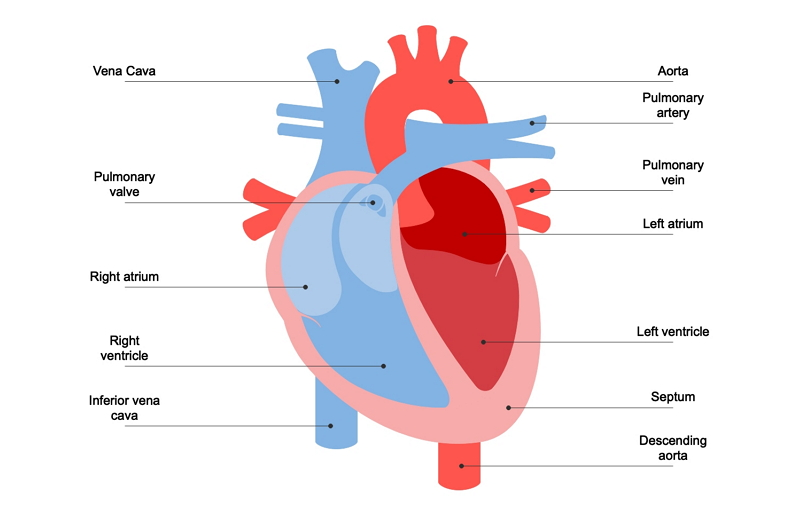 Vena Cava
Pulmonary
valve
Right atrium
Right
ventricle
Inferior vena
cava
Aorta
Pulmonary
artery
Pulmonary
vein
Left atrium
Left ventricle
Septum
Descending
aorta